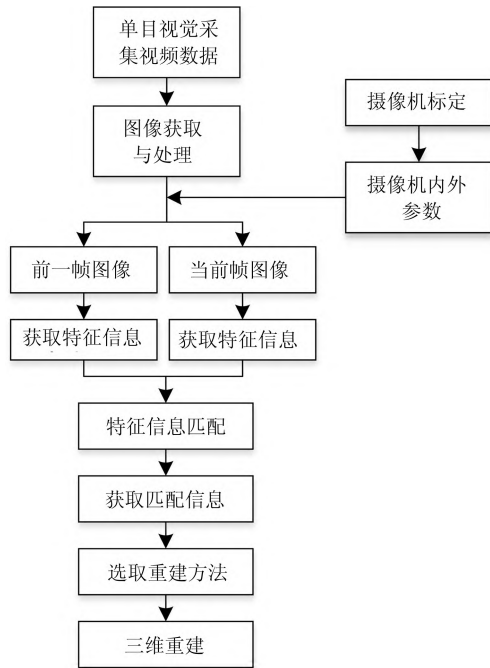 单目视觉采
集视频数据
摄像机标定
图像获取
与处理
摄像机内外
参数
前一帧图像
当前帧图像
获取特征信息
获取特征信息
特征信息匹配
获取匹配信息
选取重建方法
三维重建